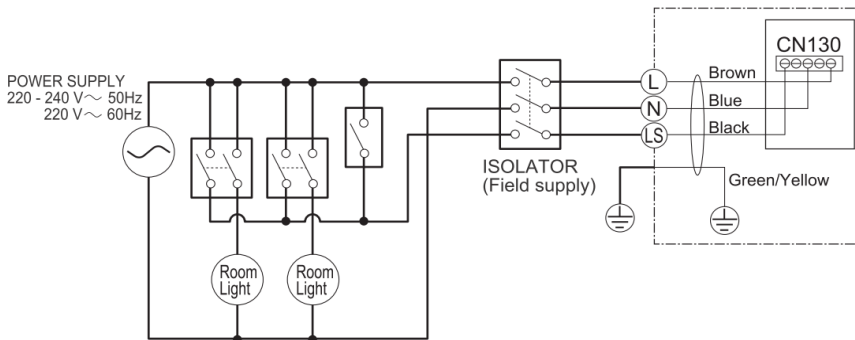 POWER SUPPLY
220 - 240 V～ 50Hz
220 V～ 60Hz
ISOLATOR
(Field supply)
L
N
LS
Brown
Blue
Black
Green/Yellow
CN130
Room
Light
Room
Light